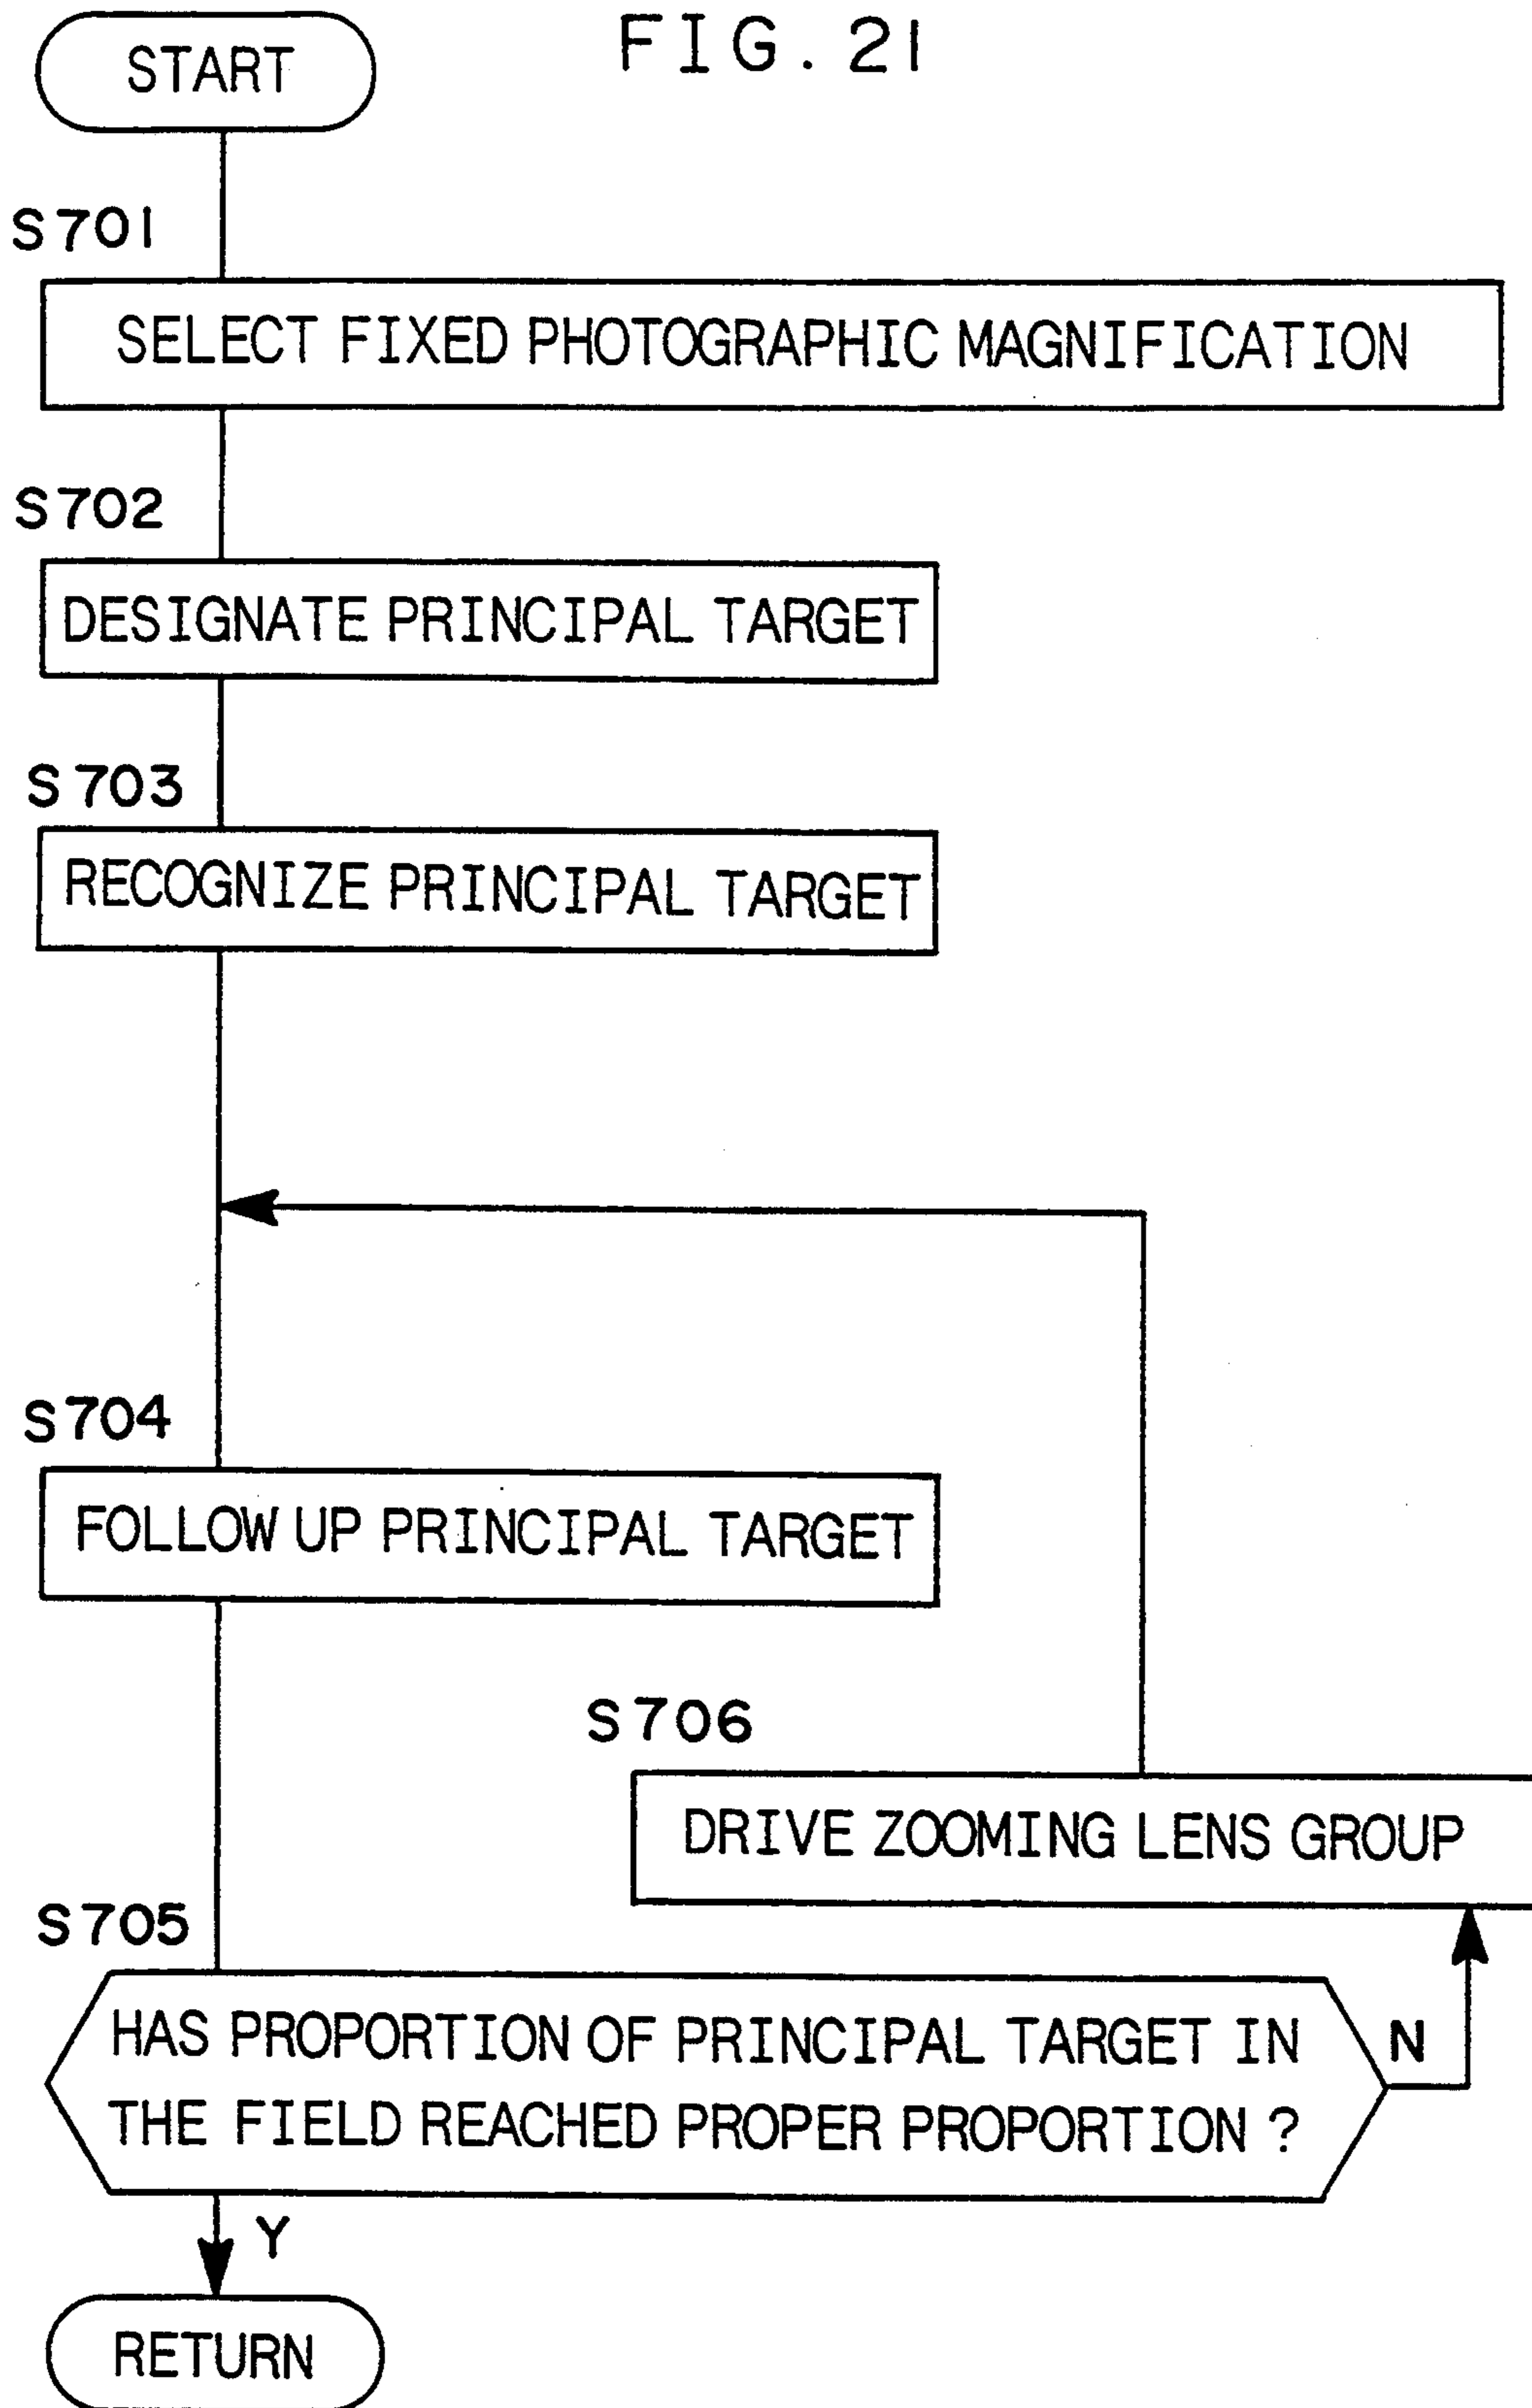 FIG. 21
START
S701
SELECT FIXED PHOTOGRAPHIC MAGNIFICATION
S702
DESIGNATE PRINCIPAL TARGET
S703
RECOGNIZE PRINCIPAL TARGET
S704
FOLLOW UP PRINCIPAL TARGET
S706
DRIVE ZOOMING LENS GROUP
S705
HAS PROPORTION OF PRINCIPAL TARGET IN
THE FIELD REACHED PROPER PROPORTION ?
N
Y
RETURN